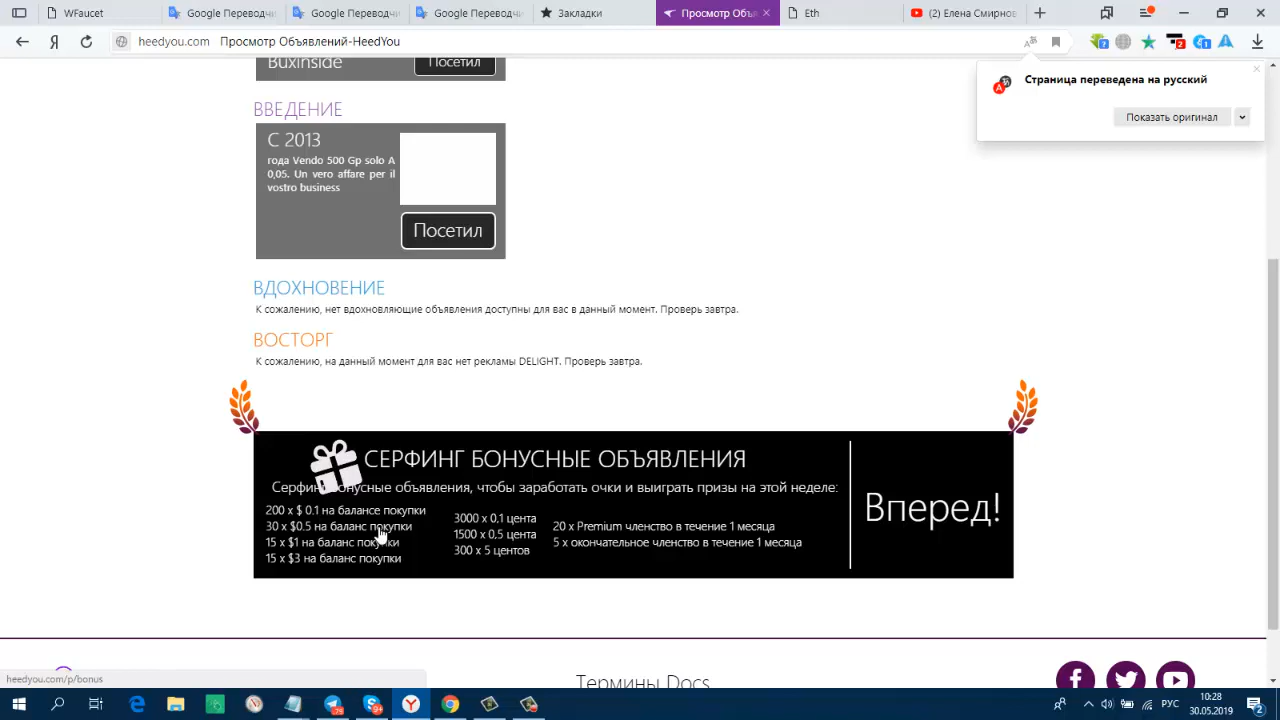 WFaucet
Google Переводч
Google Переводчи
Google Переводчи
Закладки
Просмотр Объя
Eth
(2) Елена Смирнов
heedyou.com Просмотр Объявлений-HeedYou
Страница переведена на русский
Показать оригинал
Buxinside
Посетил
ВВЕДЕНИЕ
С 2013
года Vendo 500 Gp solo A
0,05. Un vero affare per il
vostro business
Посетил
ВДОХНОВЕНИЕ
К сожалению, нет вдохновляющие объявления доступны для вас в данный момент. Проверь завтра.
ВОСТОРГ
К сожалению, на данный момент для вас нет рекламы DELIGHT. Проверь завтра.
СЕРФИНГ БОНУСНЫЕ ОБЪЯВЛЕНИЯ
Серфинг бонусные объявления, чтобы заработать очки и выиграть призы на этой неделе:
200 x $ 0.1 на балансе покупки
30 x $0.5 на баланс покупки
15 x $1 на баланс покупки
15 x $3 на баланс покупки
3000 x 0,1 цента
1500 x 0,5 цента
300 x 5 центов
20 x Premium членство в течение 1 месяца
5 x окончательное членство в течение 1 месяца
Вперед!
Термины Docs
heedyou.com/p/bonus
РУС
10:28
30.05.2019